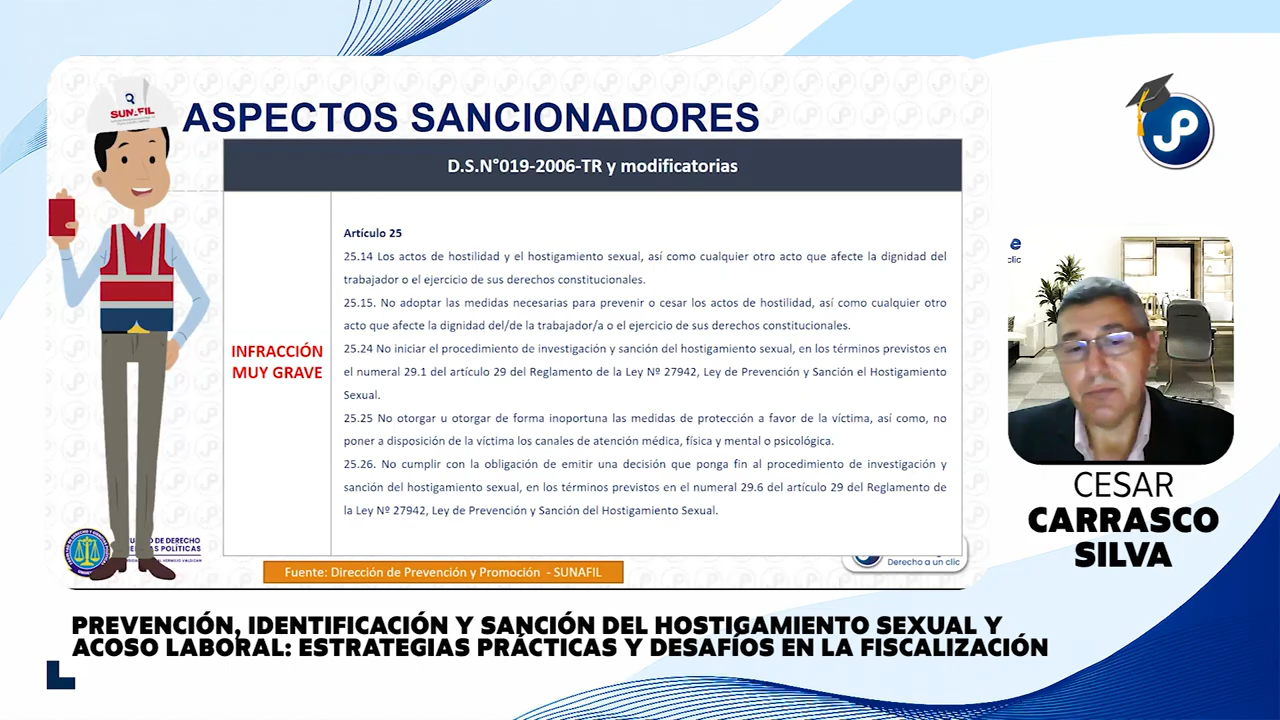 SUNAFIL
ASPECTOS SANCIONADORES
D.S.N°019-2006-TR y modificatorias
INFRACCIÓN
MUY GRAVE
Artículo 25
25.14 Los actos de hostilidad y el hostigamiento sexual, así como cualquier otro acto que afecte la dignidad del
trabajador o el ejercicio de sus derechos constitucionales.
25.15. No adoptar las medidas necesarias para prevenir o cesar los actos de hostilidad, así como cualquier otro
acto que afecte la dignidad del/de la trabajador/a o el ejercicio de sus derechos constitucionales.
25.24 No iniciar el procedimiento de investigación y sanción del hostigamiento sexual, en los términos previstos en
el numeral 29.1 del artículo 29 del Reglamento de la Ley Nº 27942, Ley de Prevención y Sanción el Hostigamiento
Sexual.
25.25 No otorgar u otorgar de forma inoportuna las medidas de protección a favor de la víctima, así como, no
poner a disposición de la víctima los canales de atención médica, física y mental o psicológica.
25.26. No cumplir con la obligación de emitir una decisión que ponga fin al procedimiento de investigación y
sanción del hostigamiento sexual, en los términos previstos en el numeral 29.6 del artículo 29 del Reglamento de
la Ley Nº 27942, Ley de Prevención y Sanción del Hostigamiento Sexual.
DE DERECHO
POLÍTICAS
Derecho a un clic
Fuente: Dirección de Prevención y Promoción - SUNAFIL
JP
e
clic
CESAR
CARRASCO
SILVA
PREVENCIÓN, IDENTIFICACIÓN Y SANCIÓN DEL HOSTIGAMIENTO SEXUAL Y
ACOSO LABORAL: ESTRATEGIAS PRÁCTICAS Y DESAFÍOS EN LA FISCALIZACIÓN